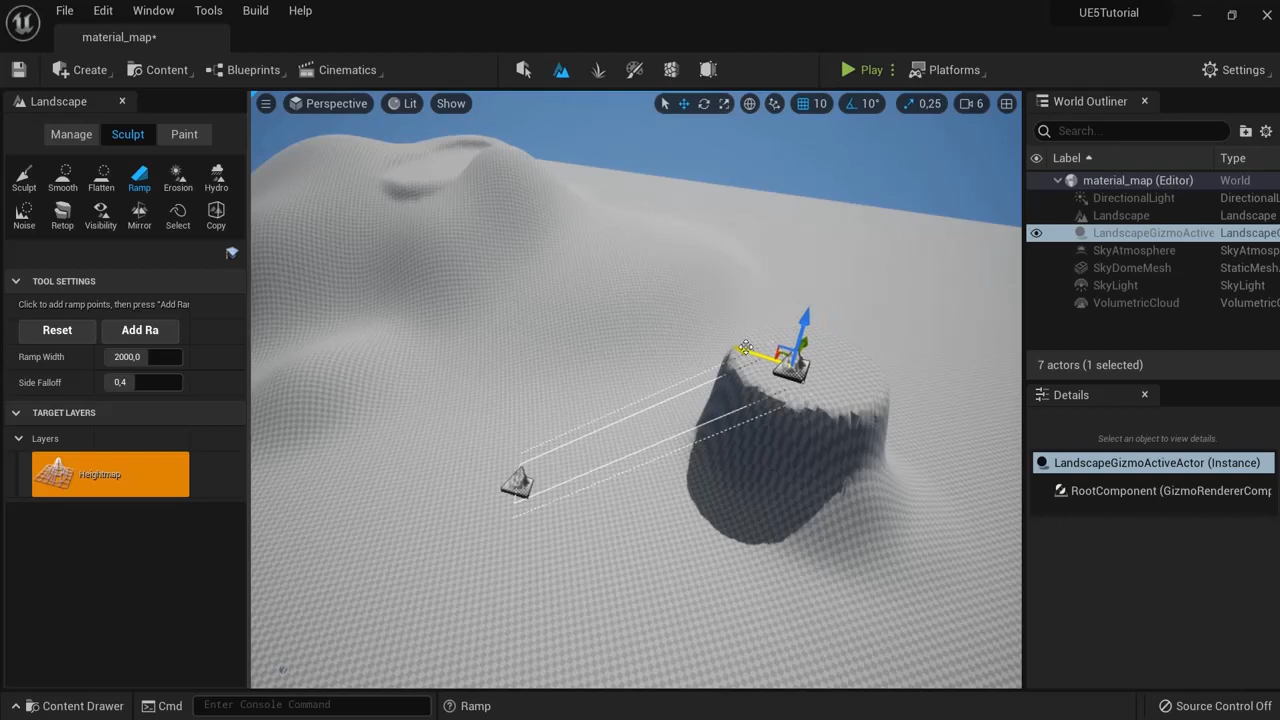 File Edit Window Tools Build Help
UE5Tutorial
material_map*
Create Content Blueprints Cinematics Play Platforms Settings
Landscape
Manage Sculpt Paint
Sculpt Smooth Flatten Ramp Erosion Hydro
Noise Retop Visibility Mirror Select Copy
TOOL SETTINGS
Click to add ramp points, then press "Add Ra
Reset Add Ra
Ramp Width 2000,0
Side Falloff 0,4
TARGET LAYERS
Layers
Heightmap
Perspective Lit Show 10 10° 0,25 6
World Outliner
Search...
Label Type
material_map (Editor) World
DirectionalLight DirectionalL
Landscape Landscape
LandscapeGizmoActive Landscape
SkyAtmosphere SkyAtmosp
SkyDomeMesh StaticMesh
SkyLight SkyLight
VolumetricCloud Volumetric
7 actors (1 selected)
Details
Select an object to view details.
LandscapeGizmoActiveActor (Instance)
RootComponent (GizmoRendererComp
Content Drawer Cmd Enter Console Command Ramp Source Control Off